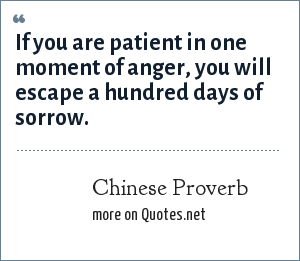 “
If you are patient in one
moment of anger, you will
escape a hundred days of
sorrow.
Chinese Proverb
more on Quotes.net